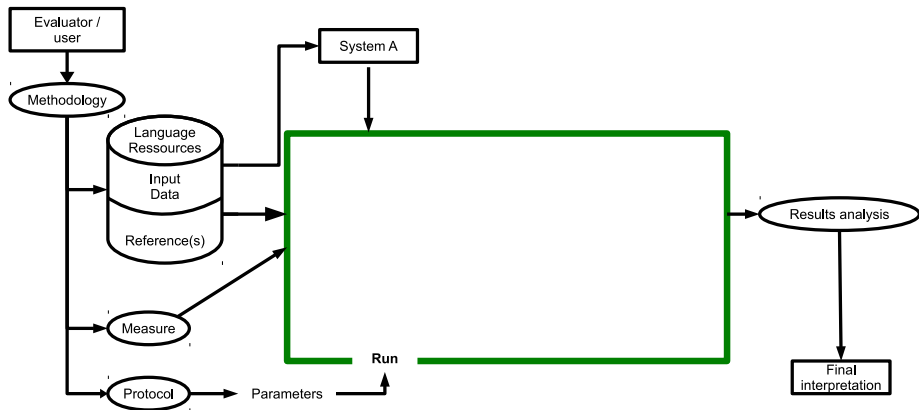 Evaluator /
user
System A
Methodology
Language
Ressources
Input
Data
Reference(s)
Results analysis
Measure
Run
Protocol
Parameters
Final
interpretation